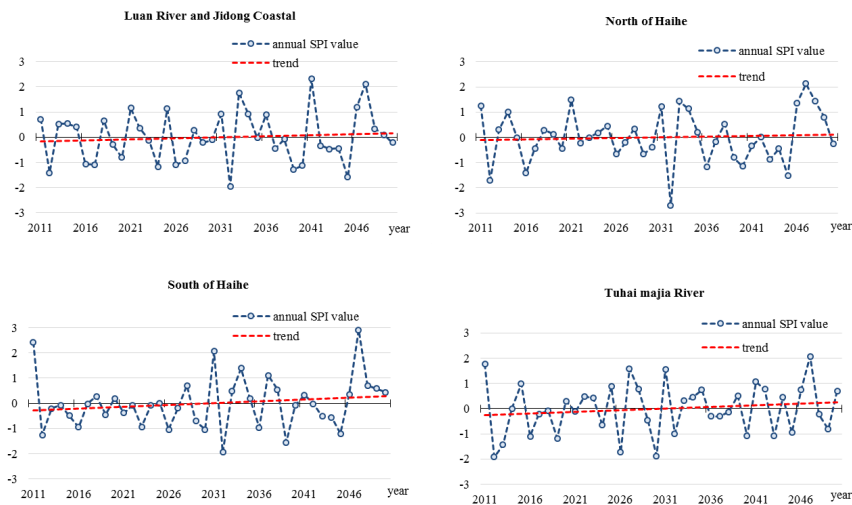 Luan River and Jidong Coastal
annual SPI value
trend
3
2
1
0
-1
-2
-3
2011 2016 2021 2026 2031 2036 2041 2046 year
North of Haihe
annual SPI value
trend
3
2
1
0
-1
-2
-3
2011 2016 2021 2026 2031 2036 2041 2046 year
South of Haihe
annual SPI value
trend
3
2
1
0
-1
-2
-3
2011 2016 2021 2026 2031 2036 2041 2046 year
Tuhai majia River
annual SPI value
trend
3
2
1
0
-1
-2
-3
2011 2016 2021 2026 2031 2036 2041 2046 year